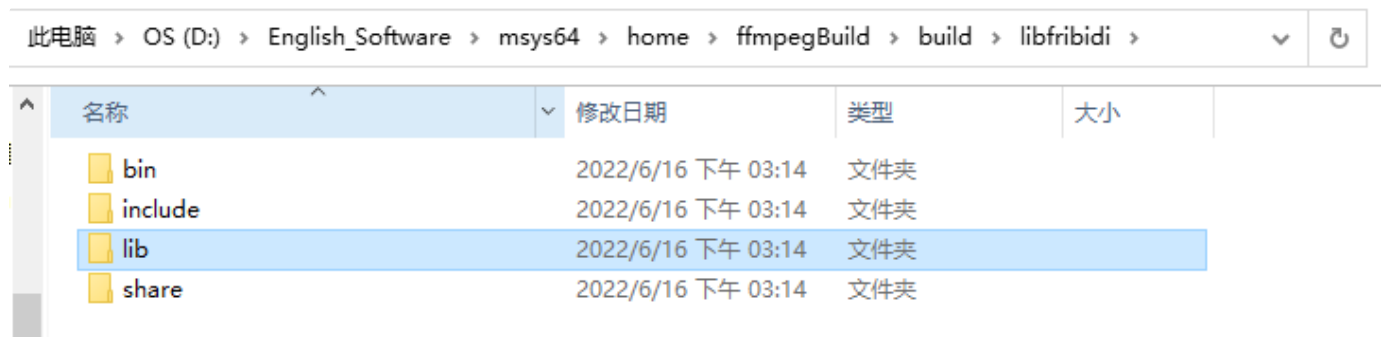 此电脑 > OS (D:) > English_Software > msys64 > home > ffmpegBuild > build > libfribidi >
名称 修改日期 类型 大小
bin 2022/6/16 下午 03:14 文件夹
include 2022/6/16 下午 03:14 文件夹
lib 2022/6/16 下午 03:14 文件夹
share 2022/6/16 下午 03:14 文件夹